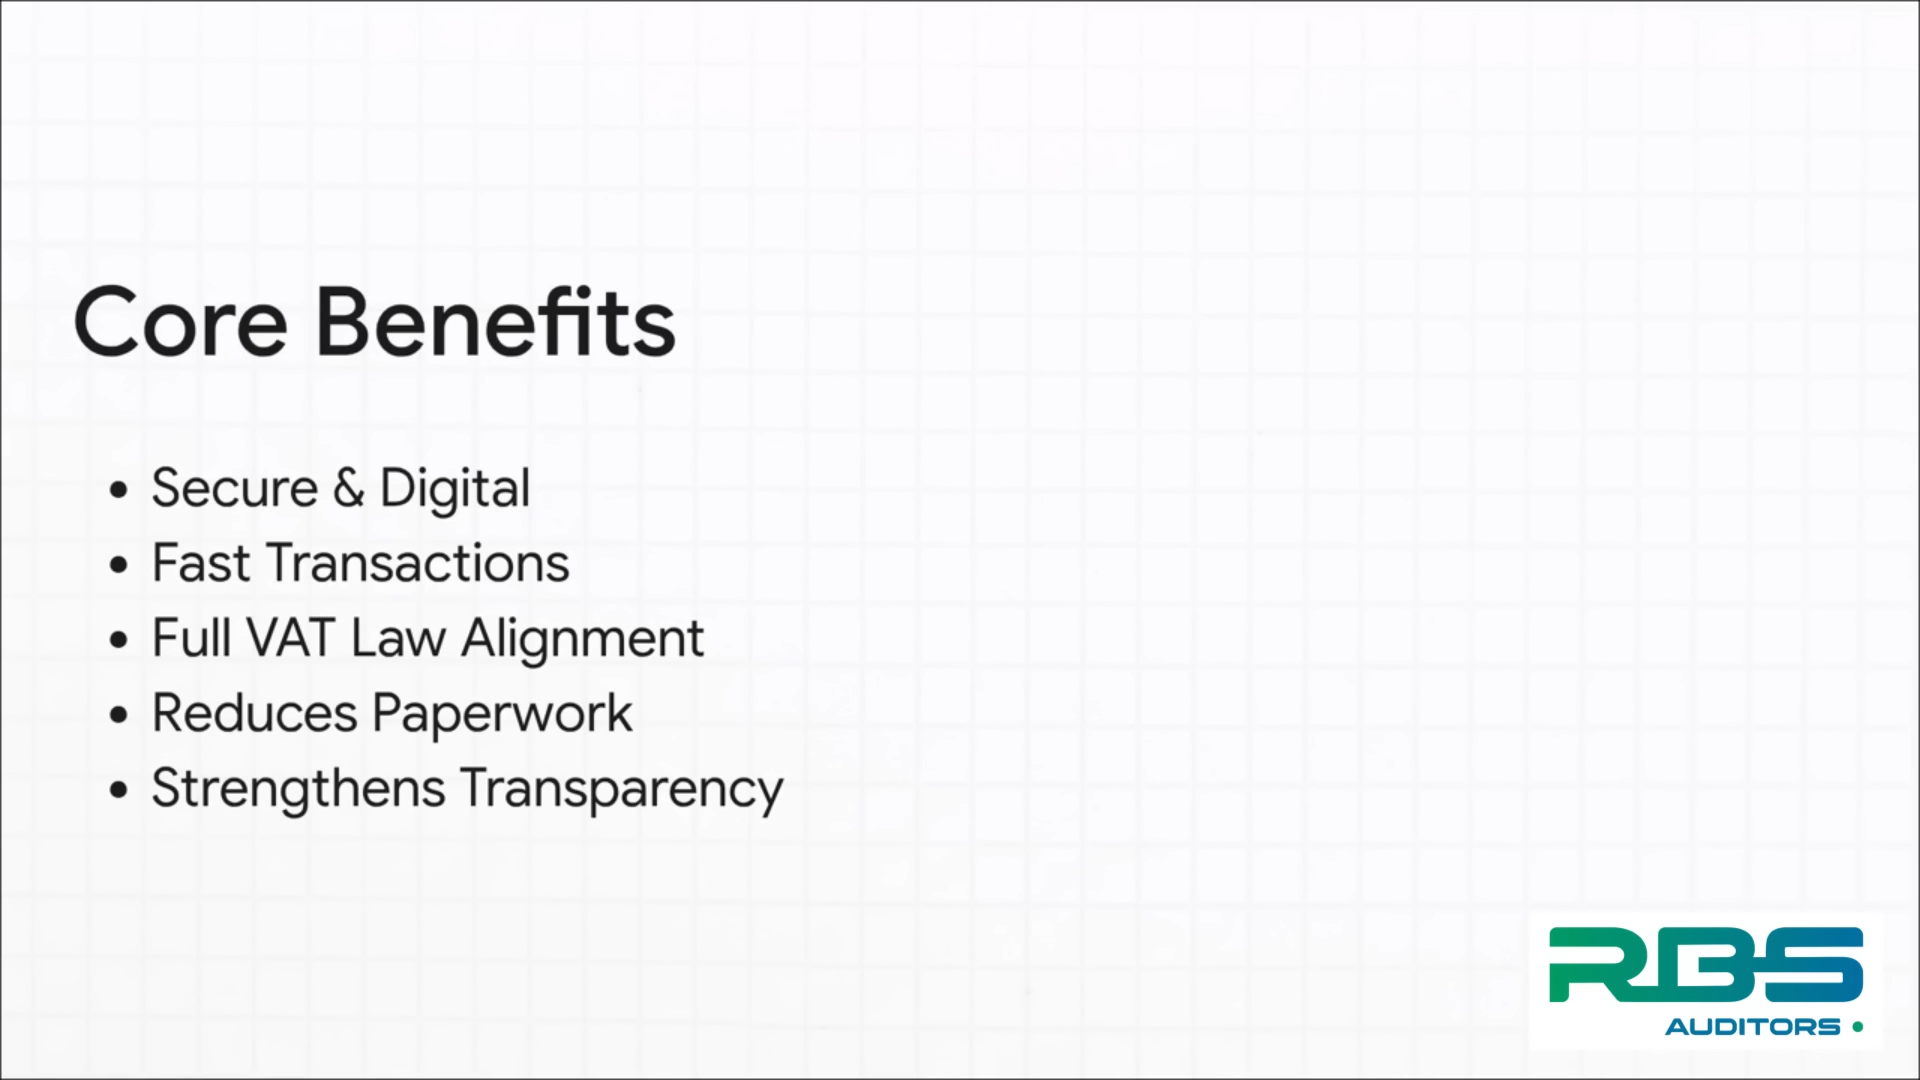 Core Benefits
• Secure & Digital
• Fast Transactions
• Full VAT Law Alignment
• Reduces Paperwork
• Strengthens Transparency
RBS
AUDITORS